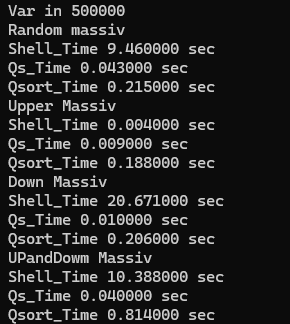 Var in 500000
Random massiv
Shell_Time 9.460000 sec
Qs_Time 0.043000 sec
Qsort_Time 0.215000 sec
Upper Massiv
Shell_Time 0.004000 sec
Qs_Time 0.009000 sec
Qsort_Time 0.188000 sec
Down Massiv
Shell_Time 20.671000 sec
Qs_Time 0.010000 sec
Qsort_Time 0.206000 sec
UPandDowm Massiv
Shell_Time 10.388000 sec
Qs_Time 0.040000 sec
Qsort_Time 0.814000 sec